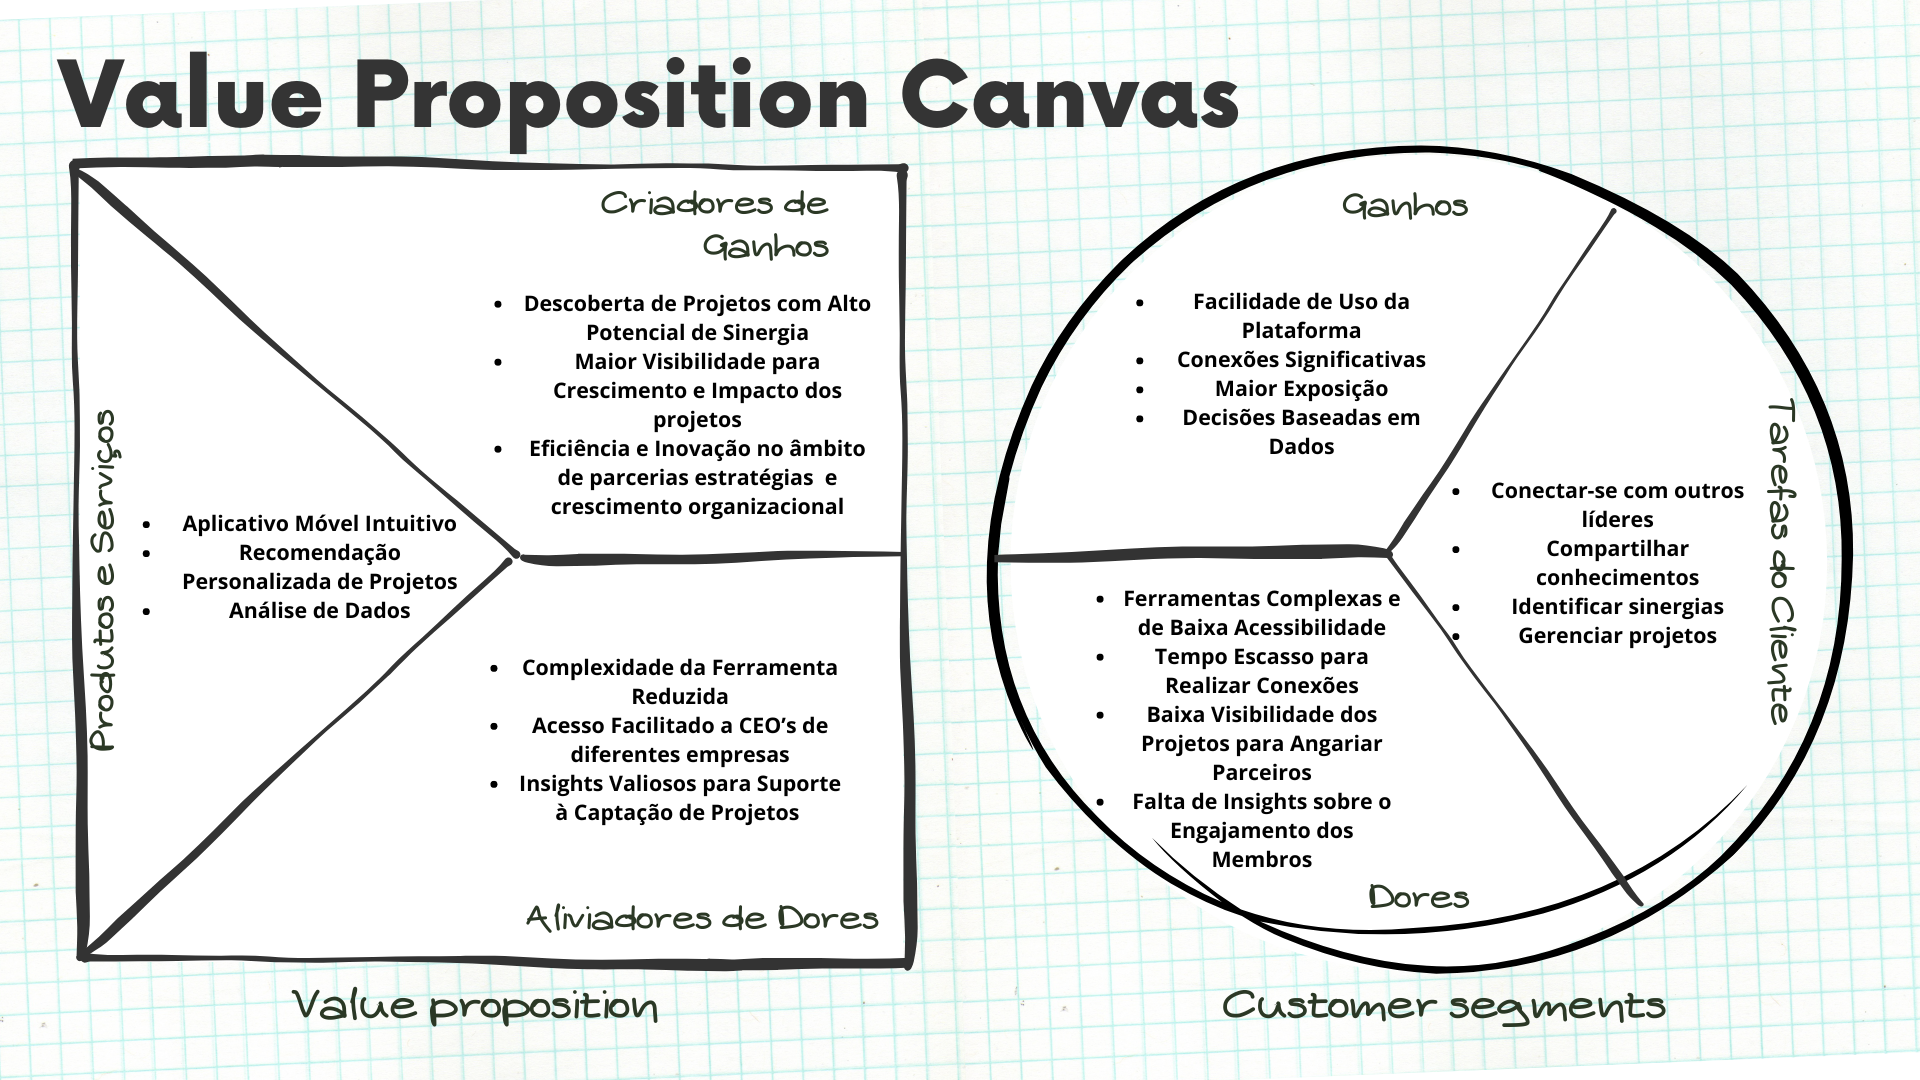 Value Proposition Canvas
Produtos e Serviços
• Aplicativo Móvel Intuitivo
• Recomendação
Personalizada de Projetos
• Análise de Dados
Criadores de
Ganhos
• Descoberta de Projetos com Alto
Potencial de Sinergia
• Maior Visibilidade para
Crescimento e Impacto dos
projetos
• Eficiência e Inovação no âmbito
de parcerias estratégias e
crescimento organizacional
• Complexidade da Ferramenta
Reduzida
• Acesso Facilitado a CEO’s de
diferentes empresas
• Insights Valiosos para Suporte
à Captação de Projetos
Aliviadores de Dores
Value proposition
Ganhos
• Facilidade de Uso da
Plataforma
• Conexões Significativas
• Maior Exposição
• Decisões Baseadas em
Dados
• Conectar-se com outros
líderes
• Compartilhar
conhecimentos
• Identificar sinergias
• Gerenciar projetos
Tarefas do Cliente
• Ferramentas Complexas e
de Baixa Acessibilidade
• Tempo Escasso para
Realizar Conexões
• Baixa Visibilidade dos
Projetos para Angariar
Parceiros
• Falta de Insights sobre o
Engajamento dos
Membros
Dores
Customer segments